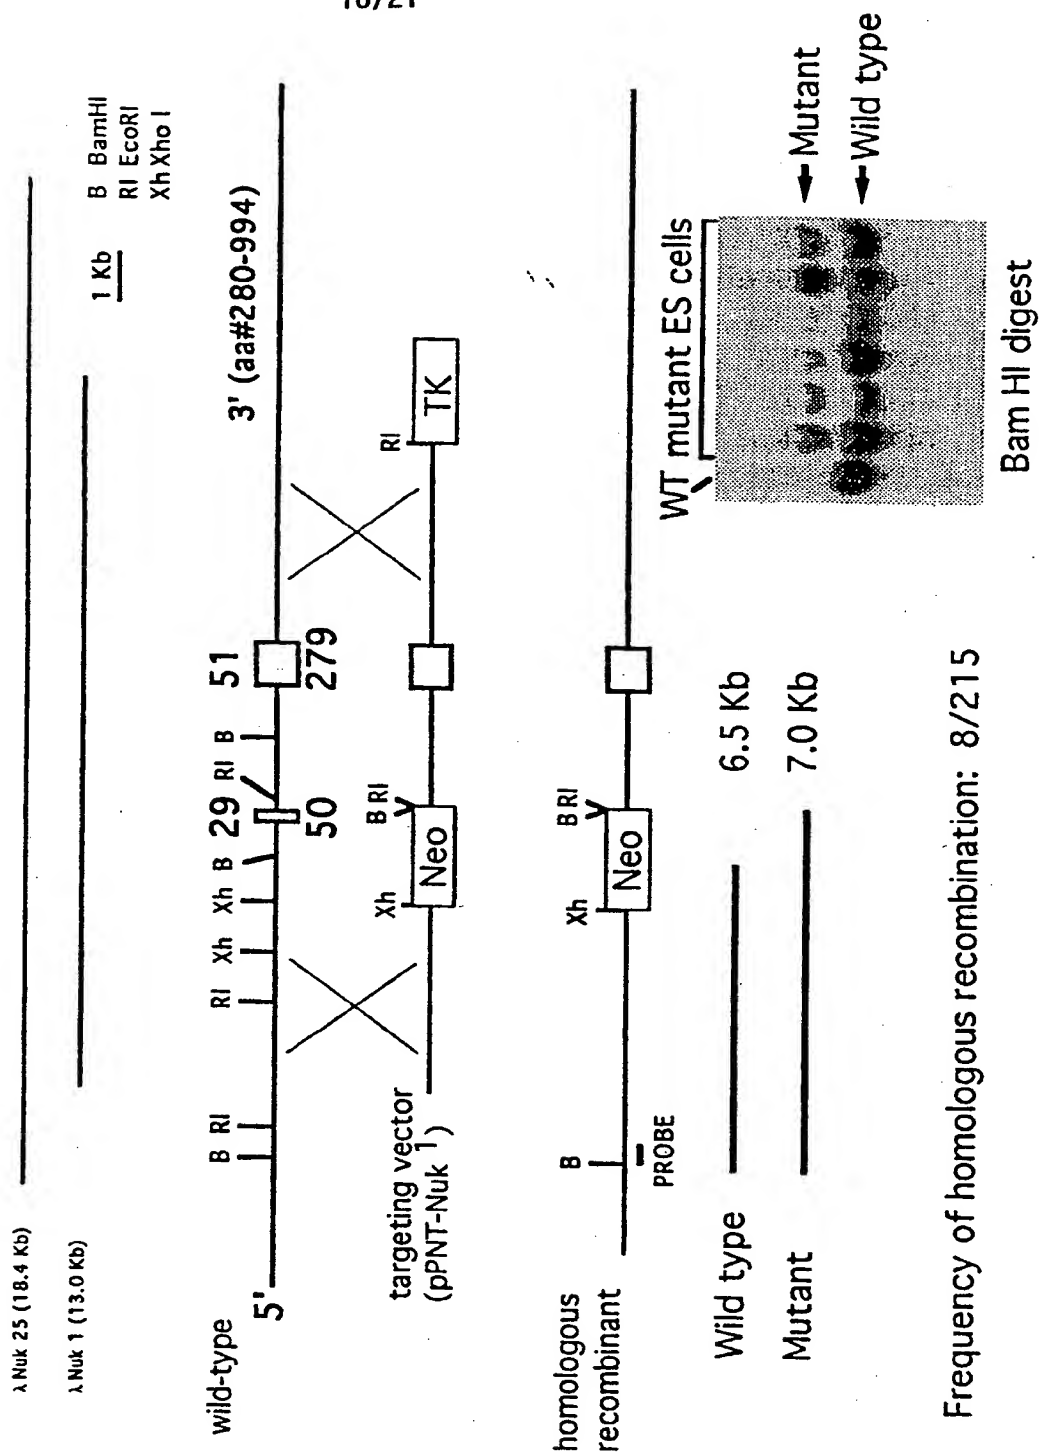 18/21
λ Nuk 25 (18.4 Kb)
λ Nuk 1 (13.0 Kb)
1 Kb
B BamHI
RI EcoRI
Xh Xho I
wild-type
5'
B RI RI Xh Xh B 29 RI B 51
50 279
3' (aa#280-994)
targeting vector
(pPNT-Nuk 1)
Xh Neo B RI RI TK
homologous
recombinant
B Xh Neo B RI
PROBE
Wild type 6.5 Kb
Mutant 7.0 Kb
WT mutant ES cells
Mutant
Wild type
Bam HI digest
Frequency of homologous recombination: 8/215